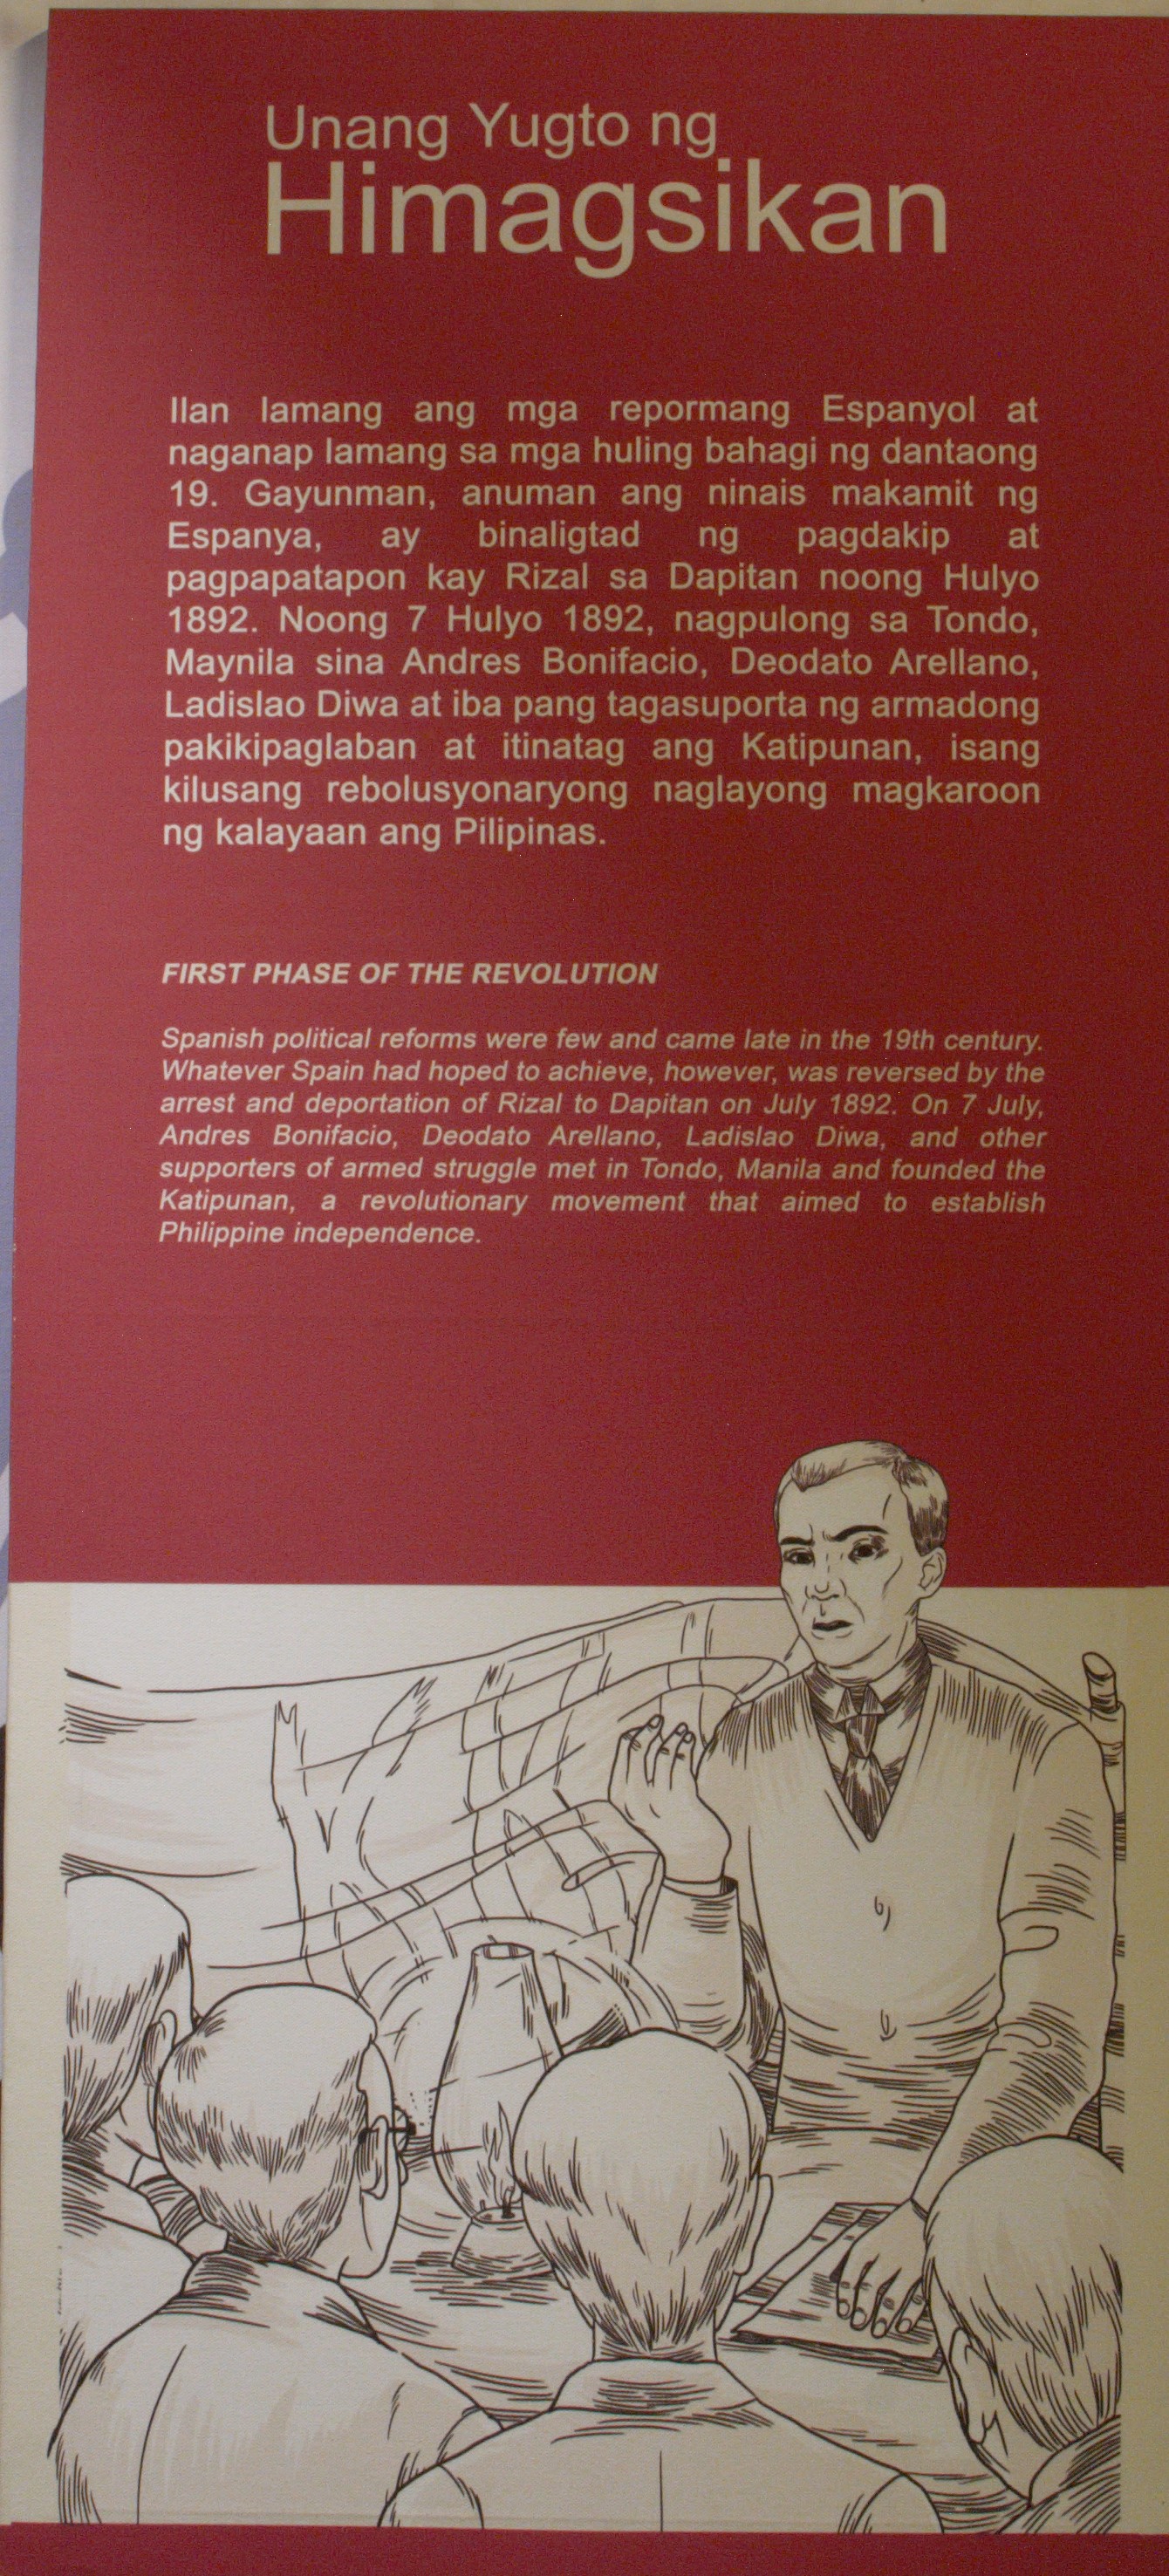 Unang Yugto ng
Himagsikan
Ilan lamang ang mga repormang Espanyol at
naganap lamang sa mga huling bahagi ng dantaong
19. Gayunman, anuman ang ninais makamit ng
Espanya, ay binaligtad ng pagdakip at
pagpapatapon kay Rizal sa Dapitan noong Hulyo
1892. Noong 7 Hulyo 1892, nagpulong sa Tondo,
Maynila sina Andres Bonifacio, Deodato Arellano,
Ladislao Diwa at iba pang tagasuporta ng armadong
pakikipaglaban at itinatag ang Katipunan, isang
kilusang rebolusyonaryong naglayong magkaroon
ng kalayaan ang Pilipinas.
FIRST PHASE OF THE REVOLUTION
Spanish political reforms were few and came late in the 19th century.
Whatever Spain had hoped to achieve, however, was reversed by the
arrest and deportation of Rizal to Dapitan on July 1892. On 7 July,
Andres Bonifacio, Deodato Arellano, Ladislao Diwa, and other
supporters of armed struggle met in Tondo, Manila and founded the
Katipunan, a revolutionary movement that aimed to establish
Philippine independence.